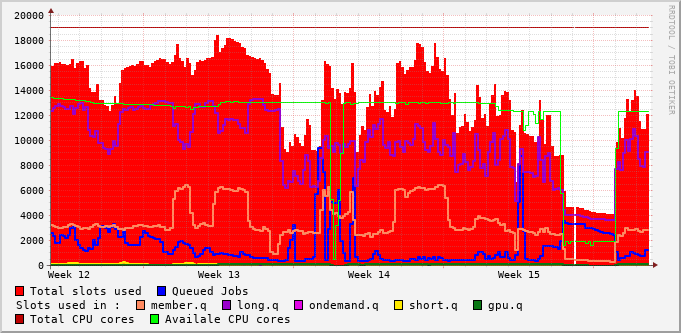 20000
18000
16000
14000
12000
10000
8000
6000
4000
2000
0
Week 12 Week 13 Week 14 Week 15
RRDTOOL / TOBI OETIKER
Total slots used Queued Jobs
Slots used in : member.q long.q ondemand.q short.q gpu.q
Total CPU cores Availale CPU cores